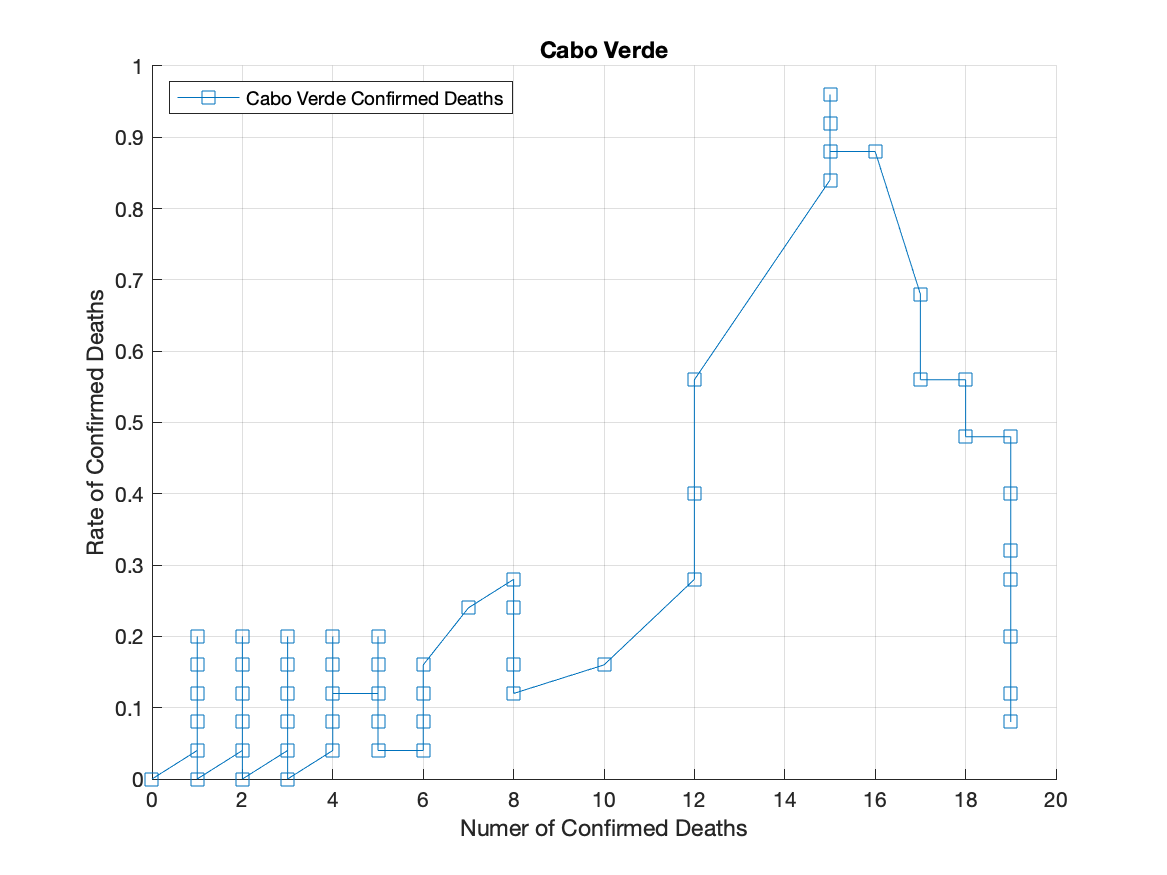 Cabo Verde
Cabo Verde Confirmed Deaths
1
0.9
0.8
0.7
0.6
0.5
0.4
0.3
0.2
0.1
0
Rate of Confirmed Deaths
0 2 4 6 8 10 12 14 16 18 20
Numer of Confirmed Deaths